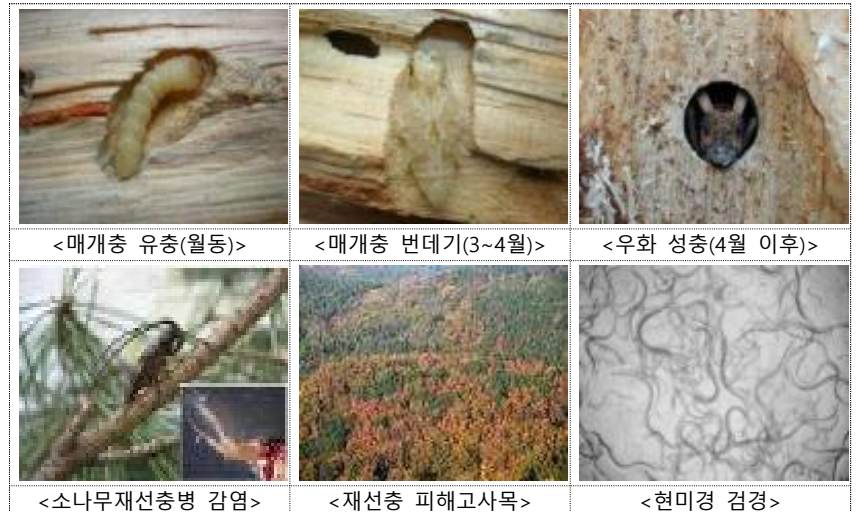 <매개충 유충(월동)>
<매개충 번데기(3~4월)>
<우화 성충(4월 이후)>
<소나무재선충병 감염>
<재선충 피해고사목>
<현미경 검경>